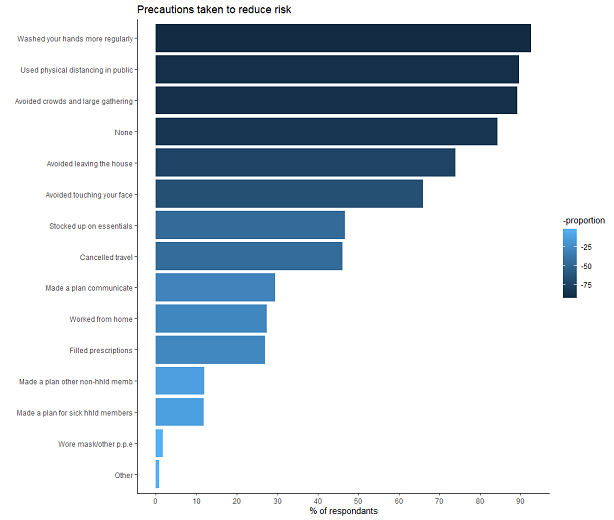 Precautions taken to reduce risk
Washed your hands more regularly
Used physical distancing in public
Avoided crowds and large gathering
None
Avoided leaving the house
Avoided touching your face
Stocked up on essentials
Cancelled travel
Made a plan communicate
Worked from home
Filled prescriptions
Made a plan other non-hhld memb
Made a plan for sick hhld members
Wore mask/other p.p.e
Other
0 10 20 30 40 50 60 70 80 90
% of respondants
-proportion
-25
-50
-75